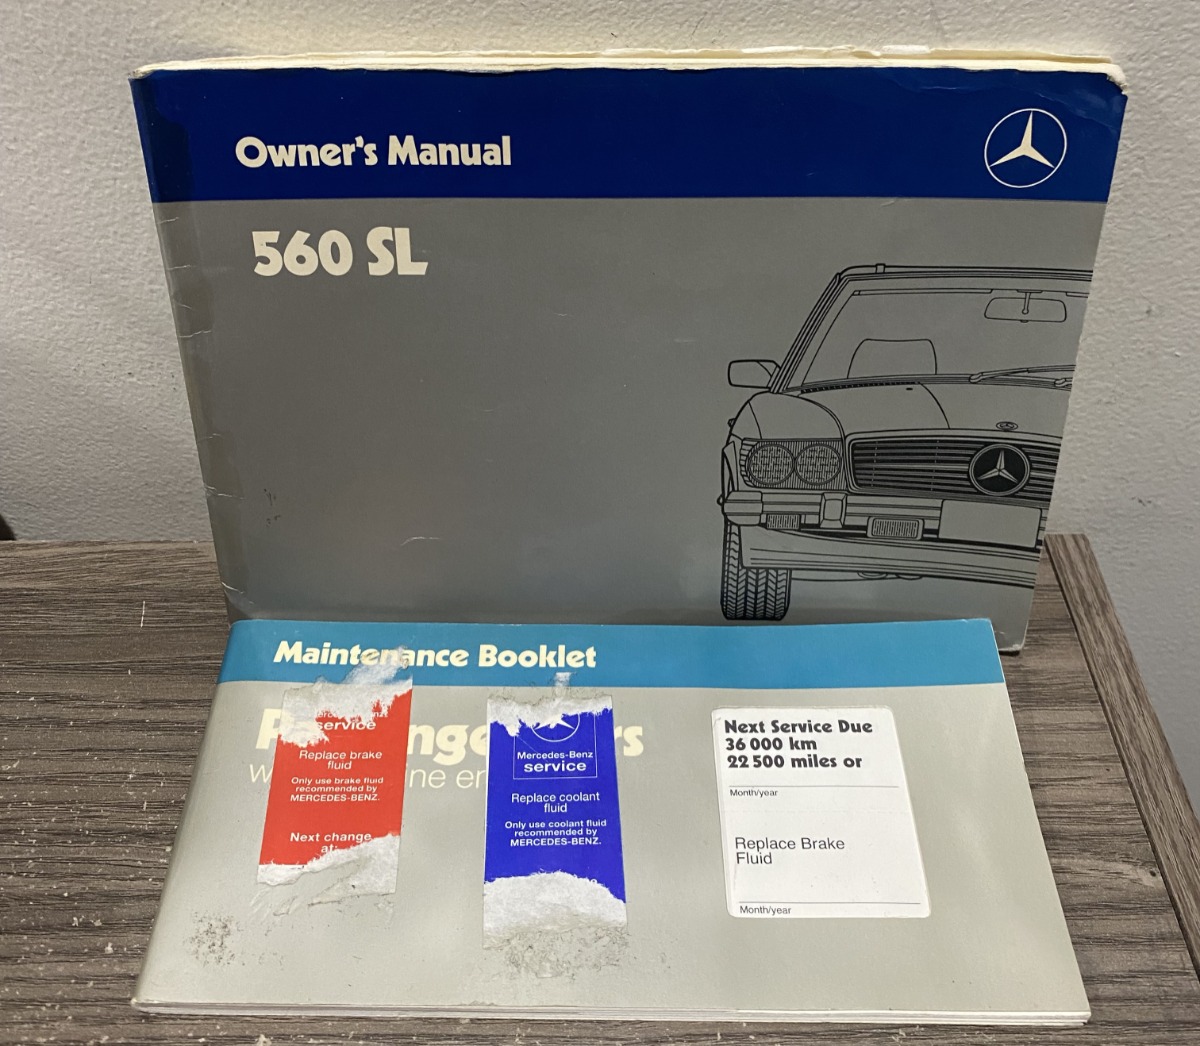 Owner's Manual
560 SL
Maintenance Booklet
service
Replace brake
fluid
Only use brake fluid
recommended by
MERCEDES-BENZ.
Next change
at:
Mercedes-Benz
service
Replace coolant
fluid
Only use coolant fluid
recommended by
MERCEDES-BENZ.
Next Service Due
36 000 km
22 500 miles or
Month/year
Replace Brake
Fluid
Month/year